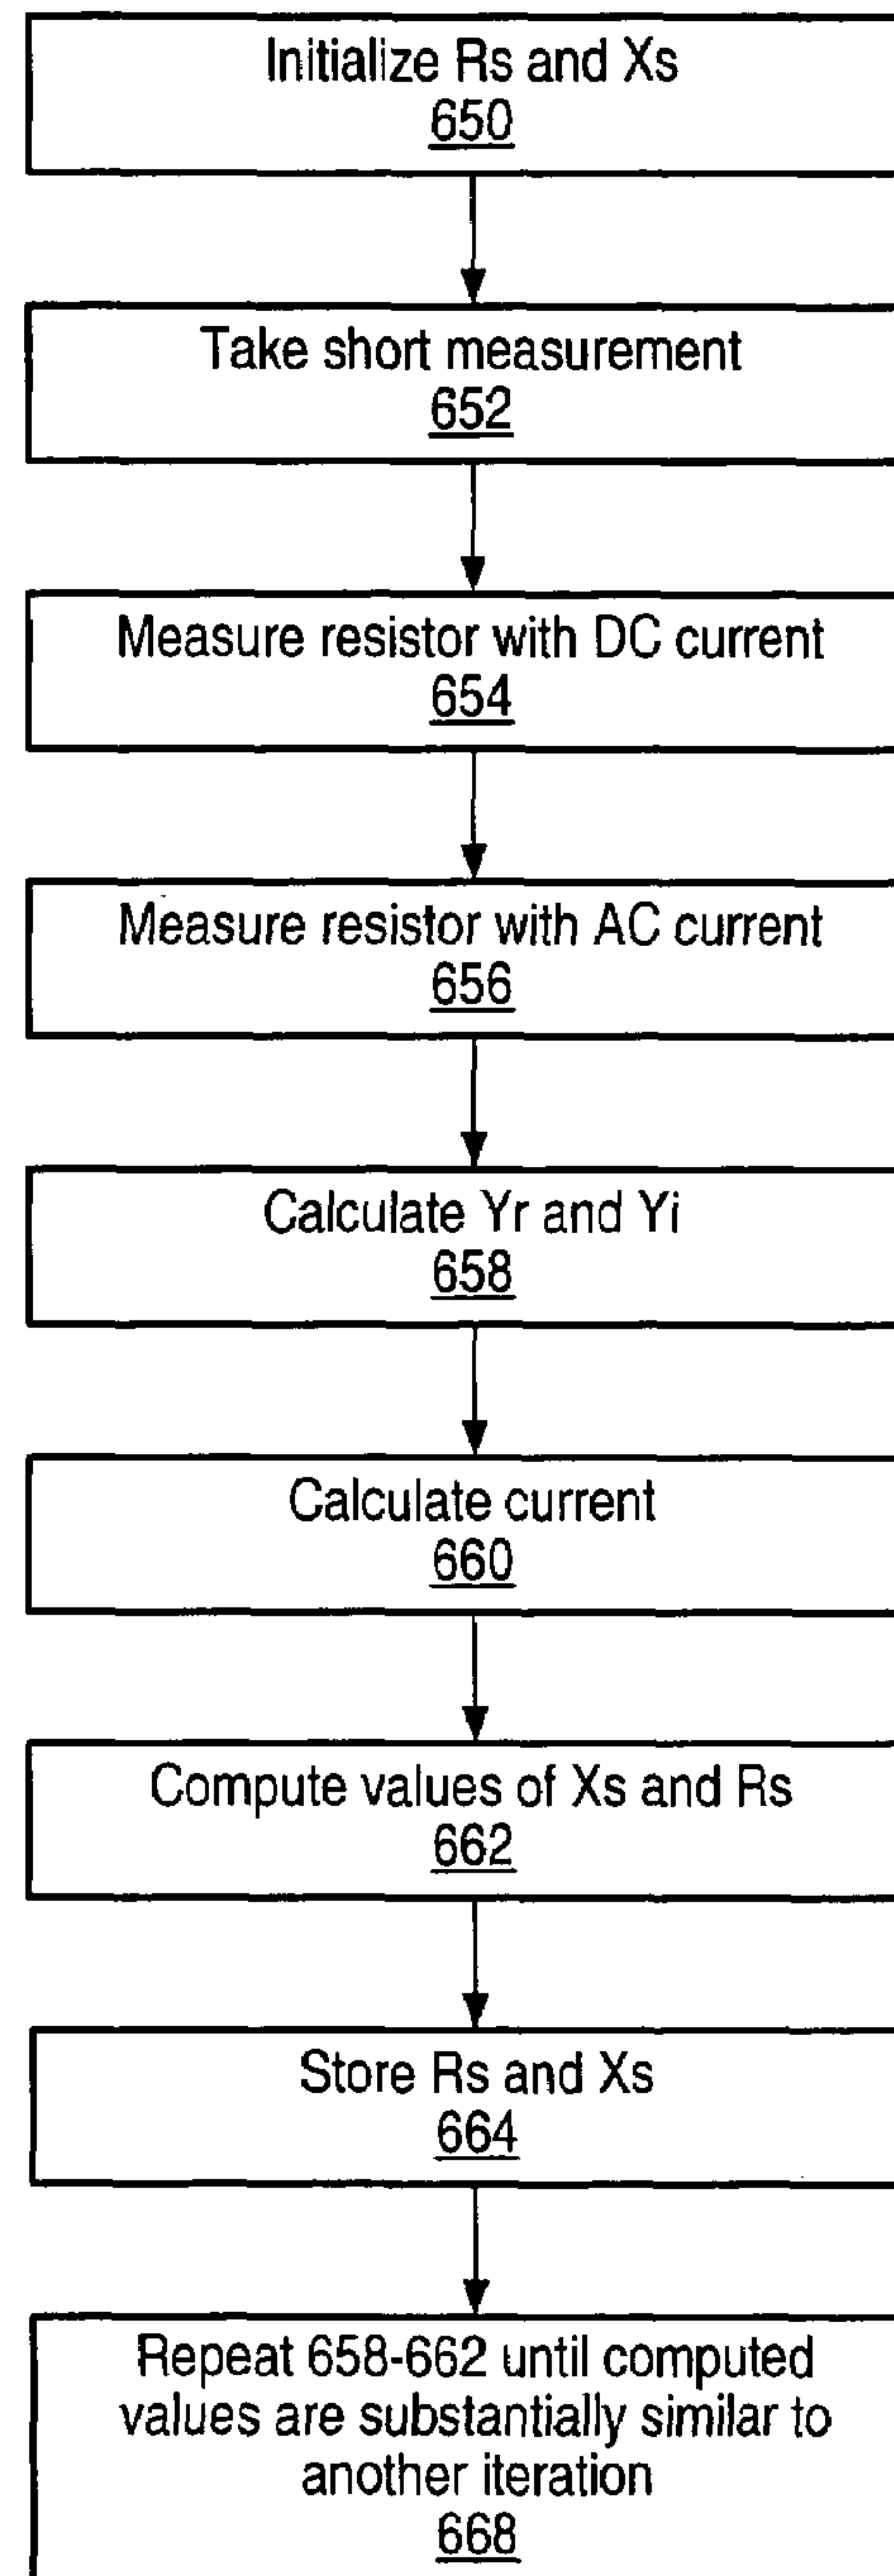 Initialize Rs and Xs
650
Take short measurement
652
Measure resistor with DC current
654
Measure resistor with AC current
656
Calculate Yr and Yi
658
Calculate current
660
Compute values of Xs and Rs
662
Store Rs and Xs
664
Repeat 658-662 until computed
values are substantially similar to
another iteration
668